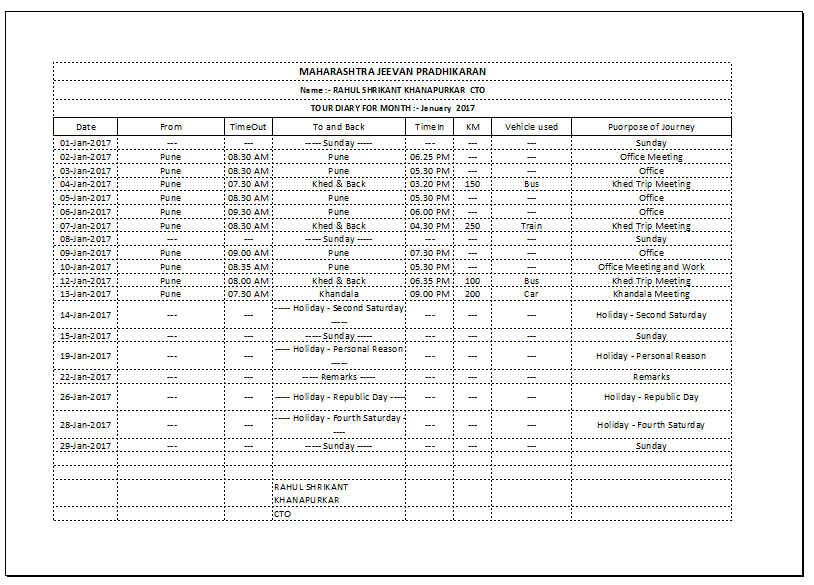 MAHARASHTRA JEEVAN PRADHIKARAN
Name :- RAHUL SHRIKANT KHANAPURKAR CTO
TOUR DIARY FOR MONTH :- January 2017
Date From TimeOut To and Back TimeIn KM Vehicle used Puorpose of Journey
01-Jan-2017 --- --- ----- Sunday ----- --- --- --- Sunday
02-Jan-2017 Pune 08.30 AM Pune 06.25 PM --- --- Office Meeting
03-Jan-2017 Pune 08.30 AM Pune 05.30 PM --- --- Office
04-Jan-2017 Pune 07.30 AM Khed & Back 03.20 PM 150 Bus Khed Trip Meeting
05-Jan-2017 Pune 08.30 AM Pune 05.30 PM --- --- Office
06-Jan-2017 Pune 09.30 AM Pune 06.00 PM --- --- Office
07-Jan-2017 Pune 08.30 AM Khed & Back 04.30 PM 250 Train Khed Trip Meeting
08-Jan-2017 --- --- ----- Sunday ----- --- --- --- Sunday
09-Jan-2017 Pune 09.00 AM Pune 07.30 PM --- --- Office
10-Jan-2017 Pune 08.35 AM Pune 05.30 PM --- --- Office Meeting and Work
12-Jan-2017 Pune 08.00 AM Khed & Back 06.35 PM 100 Bus Khed Trip Meeting
13-Jan-2017 Pune 07.30 AM Khandala 09.00 PM 200 Car Khandala Meeting
14-Jan-2017 --- --- ----- Holiday - Second Saturday ----- --- --- --- Holiday - Second Saturday
15-Jan-2017 --- --- ----- Sunday ----- --- --- --- Sunday
19-Jan-2017 --- --- ----- Holiday - Personal Reason ----- --- --- --- Holiday - Personal Reason
22-Jan-2017 --- --- ----- Remarks ----- --- --- --- Remarks
26-Jan-2017 --- --- ----- Holiday - Republic Day ----- --- --- --- Holiday - Republic Day
28-Jan-2017 --- --- ----- Holiday - Fourth Saturday ----- --- --- --- Holiday - Fourth Saturday
29-Jan-2017 --- --- ----- Sunday ----- --- --- --- Sunday
RAHUL SHRIKANT
KHANAPURKAR
CTO